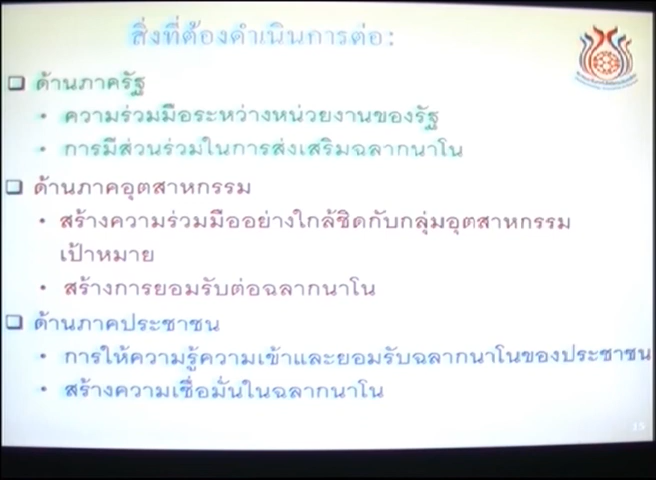 สิ่งที่ต้องดำเนินการต่อ:
❑ ด้านภาครัฐ
• ความร่วมมือระหว่างหน่วยงานของรัฐ
• การมีส่วนร่วมในการส่งเสริมฉลากนาโน
❑ ด้านภาคอุตสาหกรรม
• สร้างความร่วมมืออย่างใกล้ชิดกับกลุ่มอุตสาหกรรม
เป้าหมาย
• สร้างการยอมรับต่อฉลากนาโน
❑ ด้านภาคประชาชน
• การให้ความรู้ความเข้าและยอมรับฉลากนาโนของประชาชน
• สร้างความเชื่อมั่นในฉลากนาโน
19